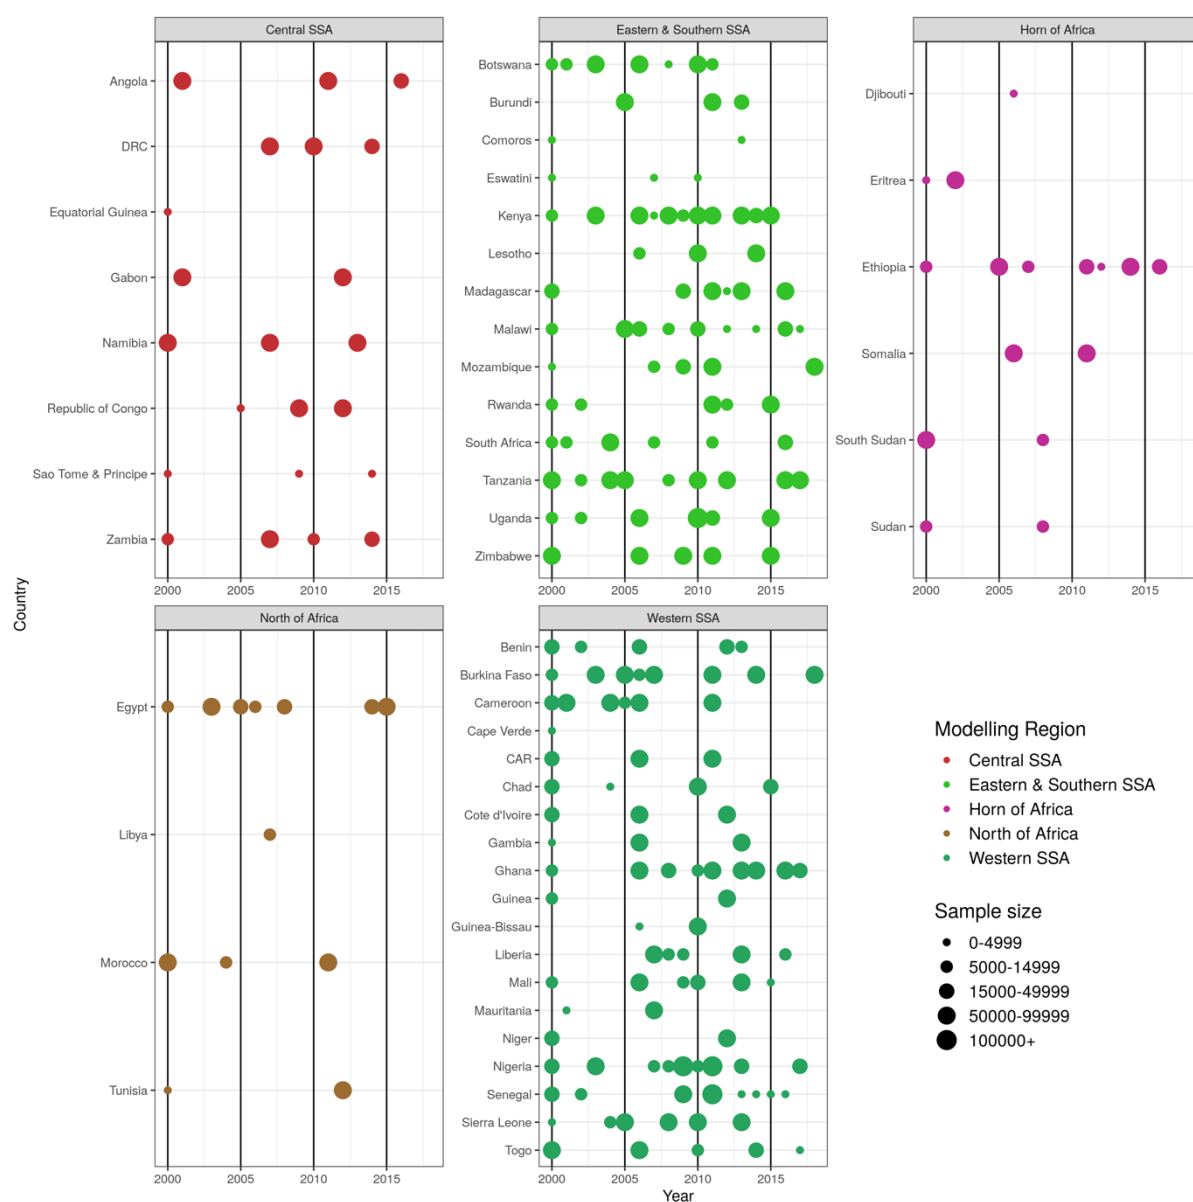 Central SSA
Angola
DRC
Equatorial Guinea
Gabon
Namibia
Republic of Congo
Sao Tome & Principe
Zambia
2000 2005 2010 2015
Eastern & Southern SSA
Botswana
Burundi
Comoros
Eswatini
Kenya
Lesotho
Madagascar
Malawi
Mozambique
Rwanda
South Africa
Tanzania
Uganda
Zimbabwe
2000 2005 2010 2015
Horn of Africa
Djibouti
Eritrea
Ethiopia
Somalia
South Sudan
Sudan
2000 2005 2010 2015
Country
North of Africa
Egypt
Libya
Morocco
Tunisia
2000 2005 2010 2015
Western SSA
Benin
Burkina Faso
Cameroon
Cape Verde
CAR
Chad
Cote d'Ivoire
Gambia
Ghana
Guinea
Guinea-Bissau
Liberia
Mali
Mauritania
Niger
Nigeria
Senegal
Sierra Leone
Togo
2000 2005 2010 2015
Year
Modelling Region
Central SSA
Eastern & Southern SSA
Horn of Africa
North of Africa
Western SSA
Sample size
0-4999
5000-14999
15000-49999
50000-99999
100000+